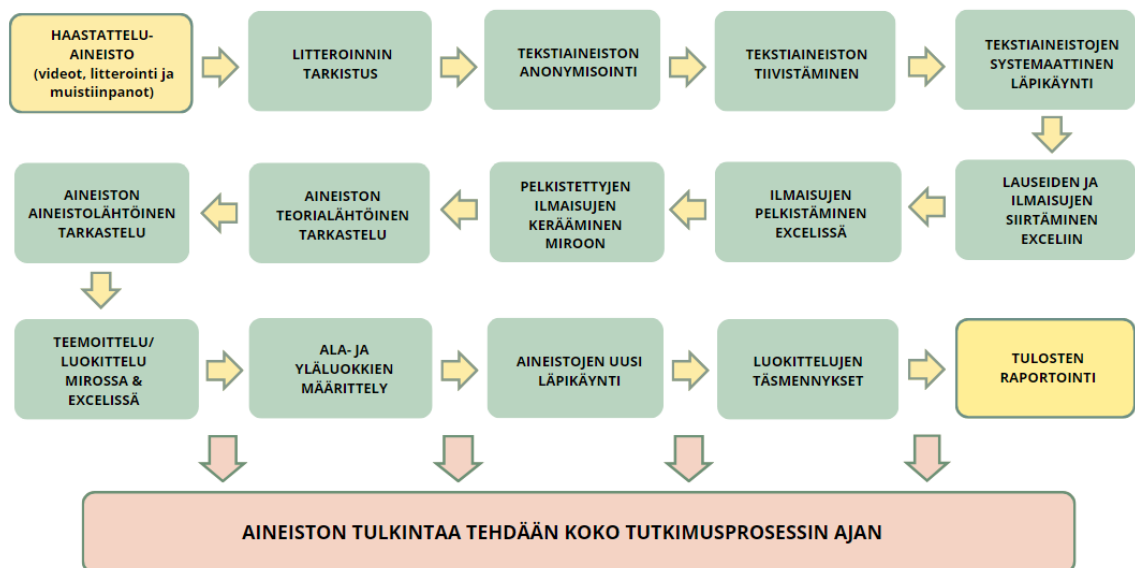 HAASTATTELU-
AINEISTO
(videot, litterointi ja
muistiinpanot)
LITTEROINNIN
TARKISTUS
TEKSTIAINEISTON
ANONYMISOINTI
TEKSTIAINEISTON
TIIVISTÄMINEN
TEKSTIAINEISTOJEN
SYSTEMAATTINEN
LÄPIKÄYNTI
LAUSEIDEN JA
ILMAISUJEN
SIIRTÄMINEN
EXCELIIN
ILMAISUJEN
PELKISTÄMINEN
EXCELISSÄ
PELKISTETTYJEN
ILMAISUJEN
KERÄÄMINEN
MIROON
AINEISTON
TEORIALÄHTÖINEN
TARKASTELU
AINEISTON
AINEISTOLÄHTÖINEN
TARKASTELU
TEEMOITTELU/
LUOKITTELU
MIROSSA &
EXCELISSÄ
ALA- JA
YLÄLUOKKIEN
MÄÄRITTELY
AINEISTOJEN UUSI
LÄPIKÄYNTI
LUOKITTELUJEN
TÄSMENNYKSET
TULOSTEN
RAPORTOINTI
AINEISTON TULKINTAA TEHDÄÄN KOKO TUTKIMUSPROSESSIN AJAN